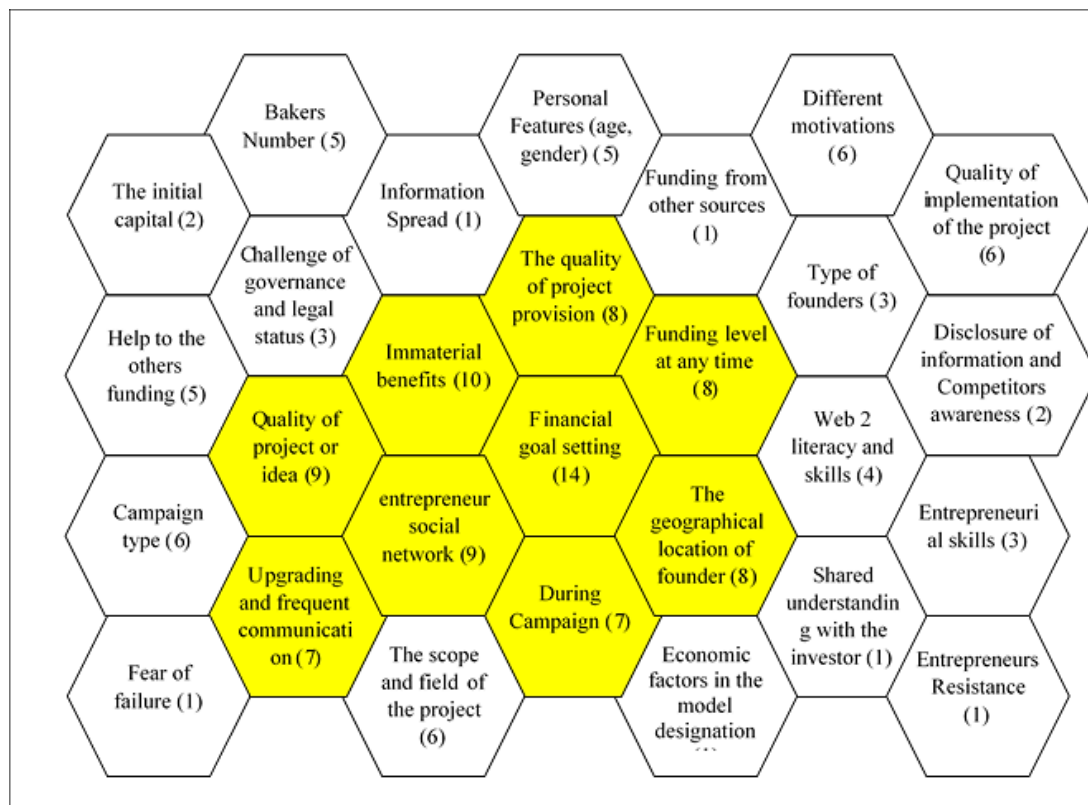 Bakers
Number (5)
Personal
Features (age,
gender) (5)
Different
motivations
(6)
The initial
capital (2)
Information
Spread (1)
Funding from
other sources
(1)
Quality of
implementation
of the project
(6)
Challenge of
governance
and legal
status (3)
The quality
of project
provision (8)
Type of
founders (3)
Help to the
others
funding (5)
Immaterial
benefits (10)
Funding level
at any time
(8)
Disclosure of
information and
Competitors
awareness (2)
Quality of
project or
idea (9)
Financial
goal setting
(14)
Web 2
literacy and
skills (4)
Campaign
type (6)
entrepreneur
social
network (9)
The
geographical
location of
founder (8)
Entrepreneuri
al skills (3)
Upgrading
and frequent
communicati
on (7)
During
Campaign (7)
Shared
understandin
g with the
investor (1)
Fear of
failure (1)
The scope
and field of
the project
(6)
Economic
factors in the
model
designation
Entrepreneurs
Resistance
(1)